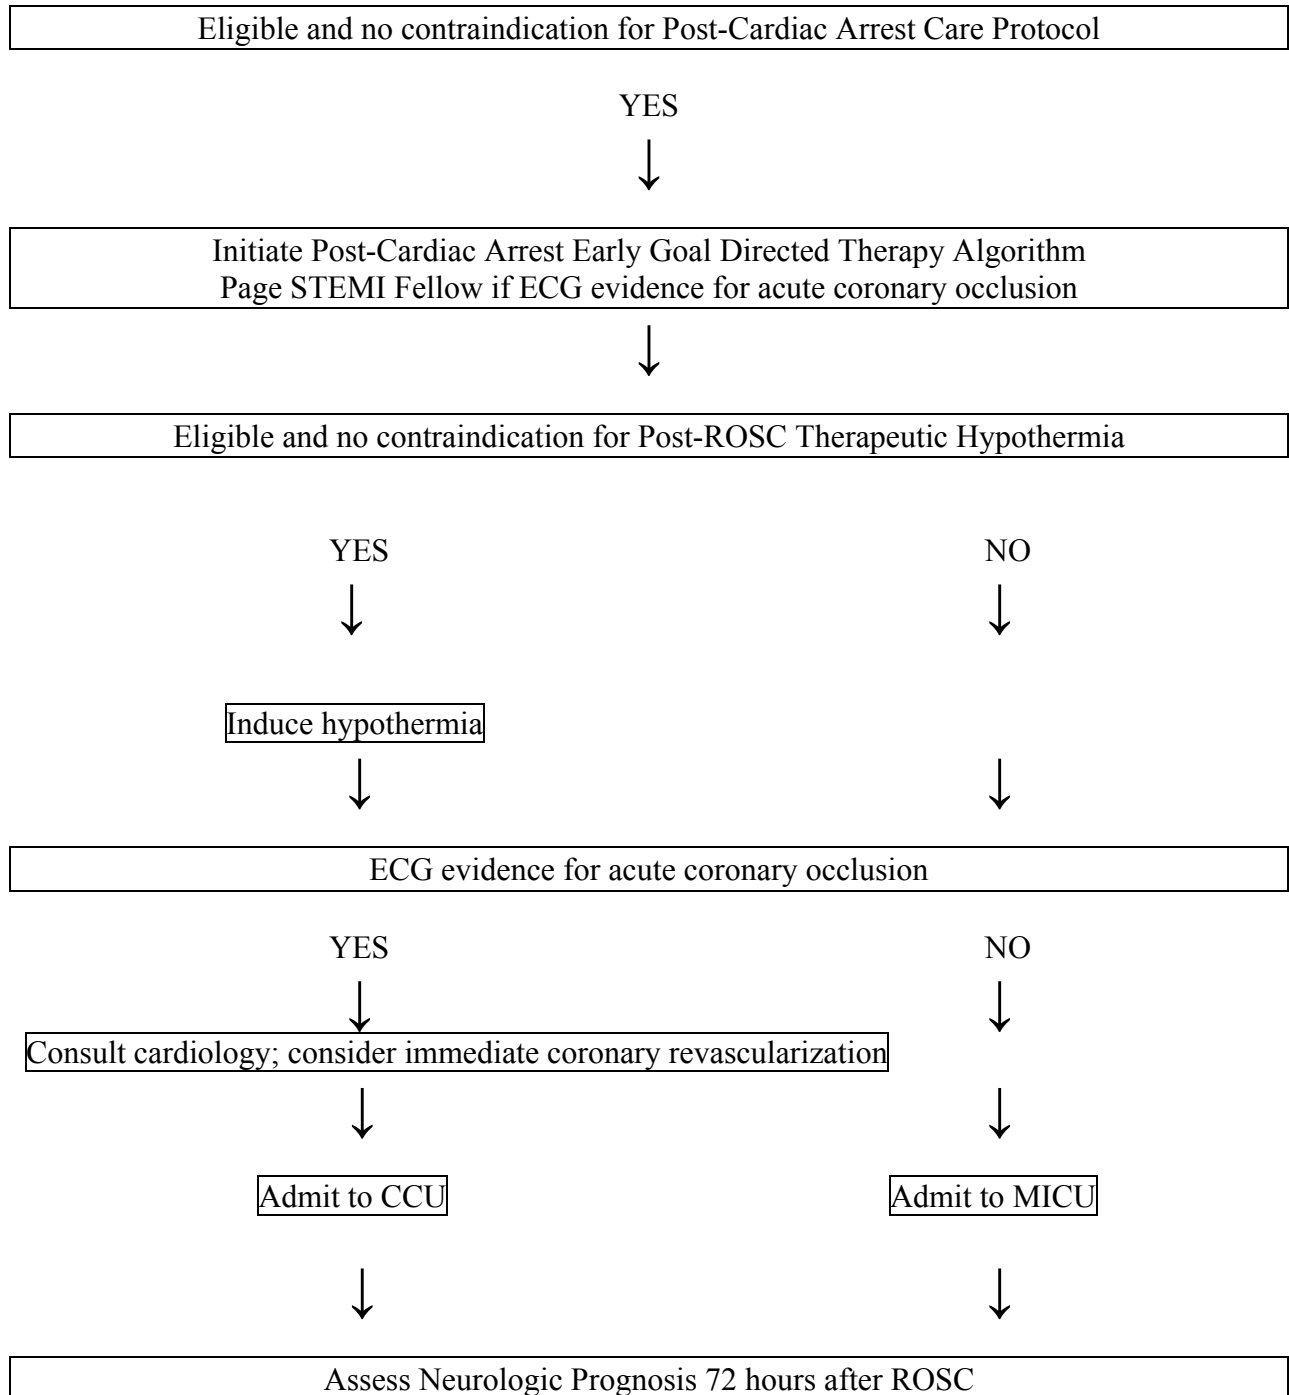 Eligible and no contraindication for Post-Cardiac Arrest Care Protocol
YES
Initiate Post-Cardiac Arrest Early Goal Directed Therapy Algorithm
Page STEMI Fellow if ECG evidence for acute coronary occlusion
Eligible and no contraindication for Post-ROSC Therapeutic Hypothermia
YES
NO
Induce hypothermia
ECG evidence for acute coronary occlusion
YES
NO
Consult cardiology; consider immediate coronary revascularization
Admit to CCU
Admit to MICU
Assess Neurologic Prognosis 72 hours after ROSC